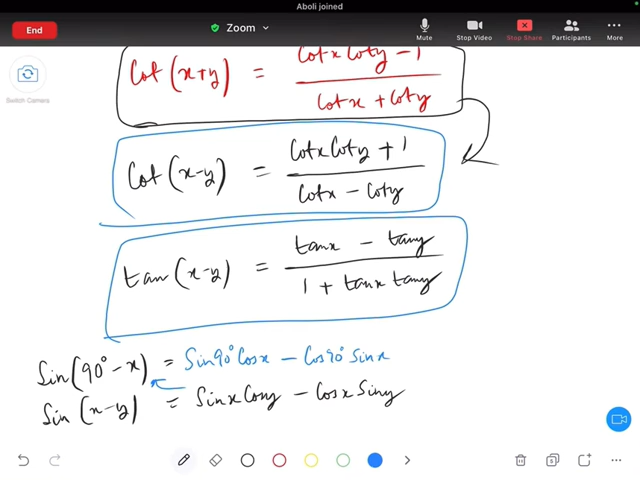 Aboli joined
End
Zoom
Mute
Stop Video
Stop Share
Participants
More
Switch Camera
Cot (x+y) = Cotx Coty - 1 / Cotx + Coty
Cot (x-y) = Cotx Coty + 1 / Cotx - Coty
tan (x-y) = tanx - tany / 1 + tanx tany
Sin (90° - x) = Sin90° Cosx - Cos90° Sinx
Sin (x-y) = Sinx Cosy - Cosx Siny